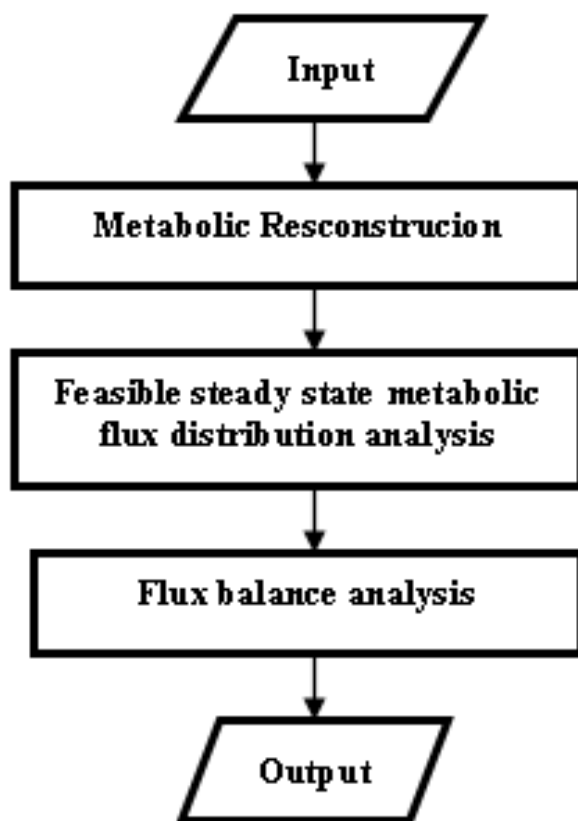 Input
Metabolic Resconstrucion
Feasible steady state metabolic
flux distribution analysis
Flux balance analysis
Output